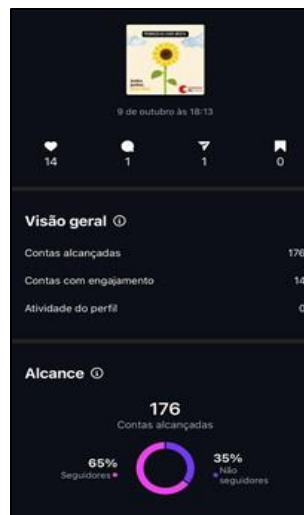 9 de outubro às 18:13
14
1
1
0
Visão geral
Contas alcançadas 176
Contas com engajamento 14
Atividade do perfil 0
Alcance
176
Contas alcançadas
65%
Seguidores
35%
Não
seguidores